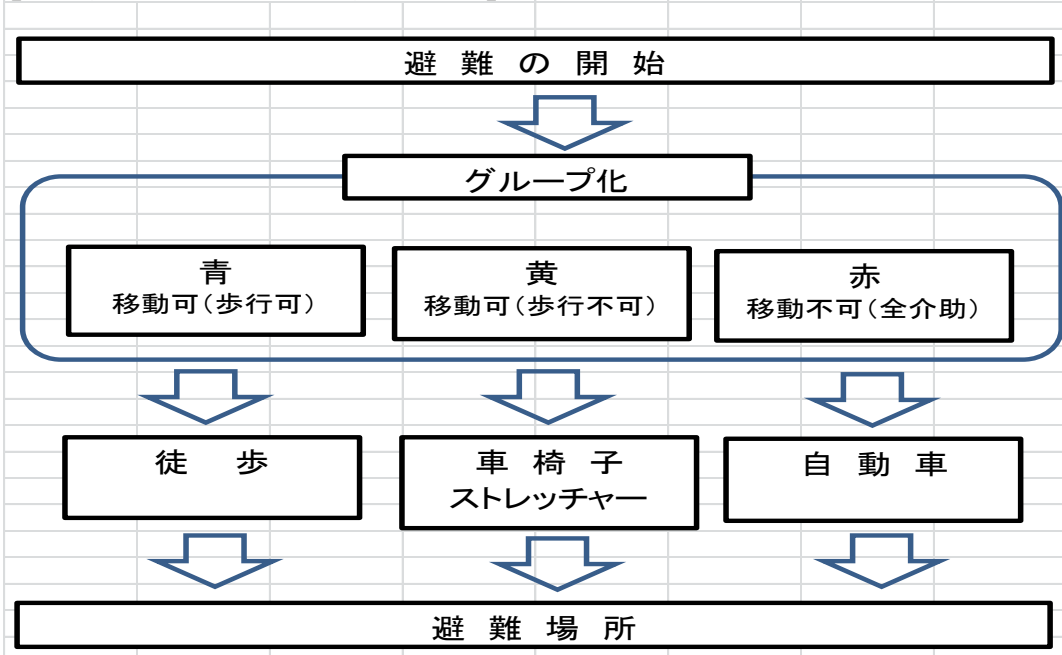 避難の開始
グループ化
青
移動可(歩行可)
黄
移動可(歩行不可)
赤
移動不可(全介助)
徒歩
車椅子
ストレッチャー
自動車
避難場所